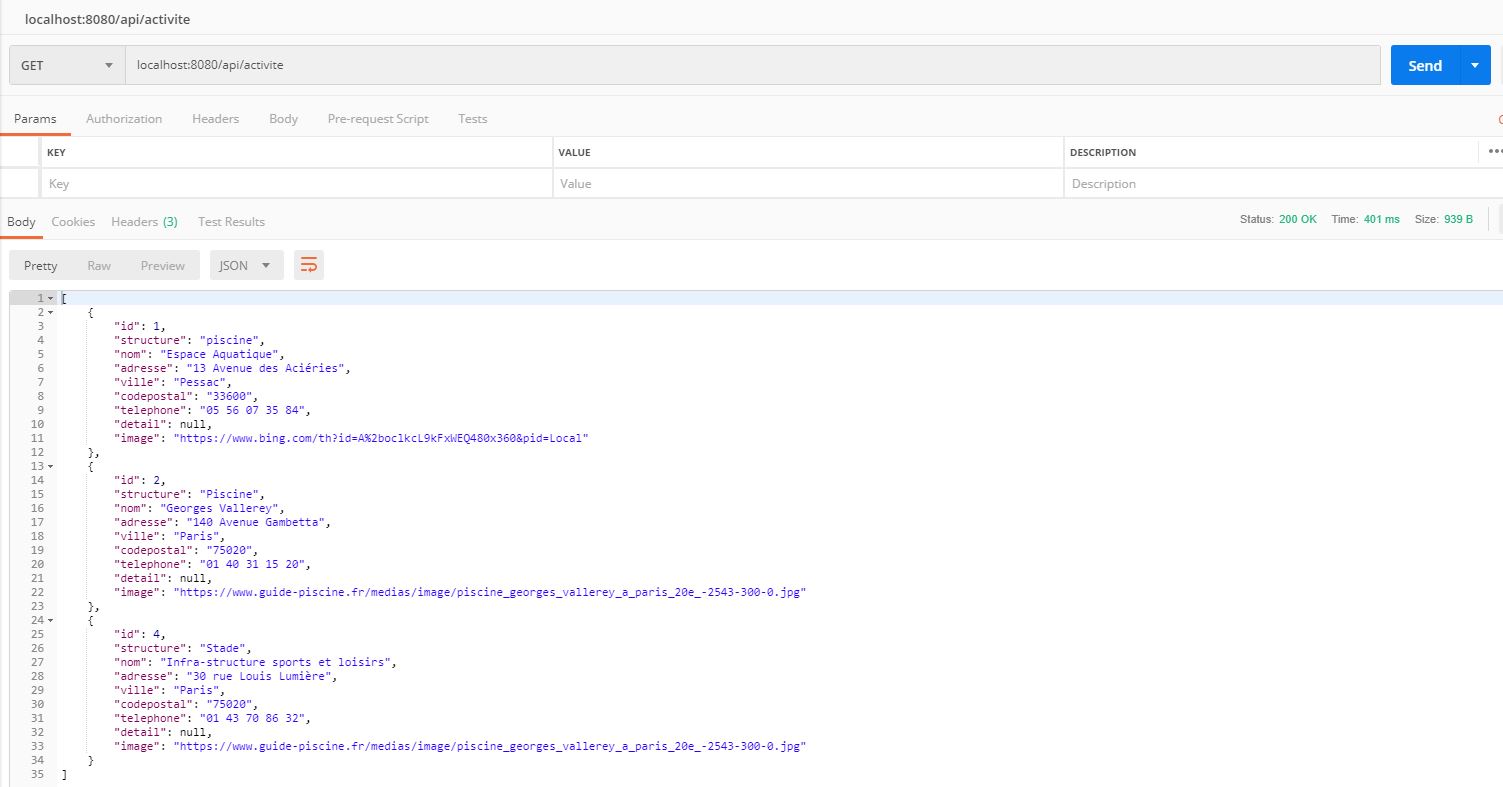 localhost:8080/api/activite
GET localhost:8080/api/activite Send
Params Authorization Headers Body Pre-request Script Tests
KEY VALUE DESCRIPTION
Key Value Description
Body Cookies Headers (3) Test Results Status: 200 OK Time: 401 ms Size: 939 B
Pretty Raw Preview JSON
1 [
2 {
3 "id": 1,
4 "structure": "piscine",
5 "nom": "Espace Aquatique",
6 "adresse": "13 Avenue des Aciéries",
7 "ville": "Pessac",
8 "codepostal": "33600",
9 "telephone": "05 56 07 35 84",
10 "detail": null,
11 "image": "https://www.bing.com/th?id=A%2boclkcL9kFxWEQ480x360&pid=Local"
12 },
13 {
14 "id": 2,
15 "structure": "Piscine",
16 "nom": "Georges Vallerey",
17 "adresse": "140 Avenue Gambetta",
18 "ville": "Paris",
19 "codepostal": "75020",
20 "telephone": "01 40 31 15 20",
21 "detail": null,
22 "image": "https://www.guide-piscine.fr/medias/image/piscine_georges_vallerey_a_paris_20e_-2543-300-0.jpg"
23 },
24 {
25 "id": 4,
26 "structure": "Stade",
27 "nom": "Infra-structure sports et loisirs",
28 "adresse": "30 rue Louis Lumière",
29 "ville": "Paris",
30 "codepostal": "75020",
31 "telephone": "01 43 70 86 32",
32 "detail": null,
33 "image": "https://www.guide-piscine.fr/medias/image/piscine_georges_vallerey_a_paris_20e_-2543-300-0.jpg"
34 }
35 ]